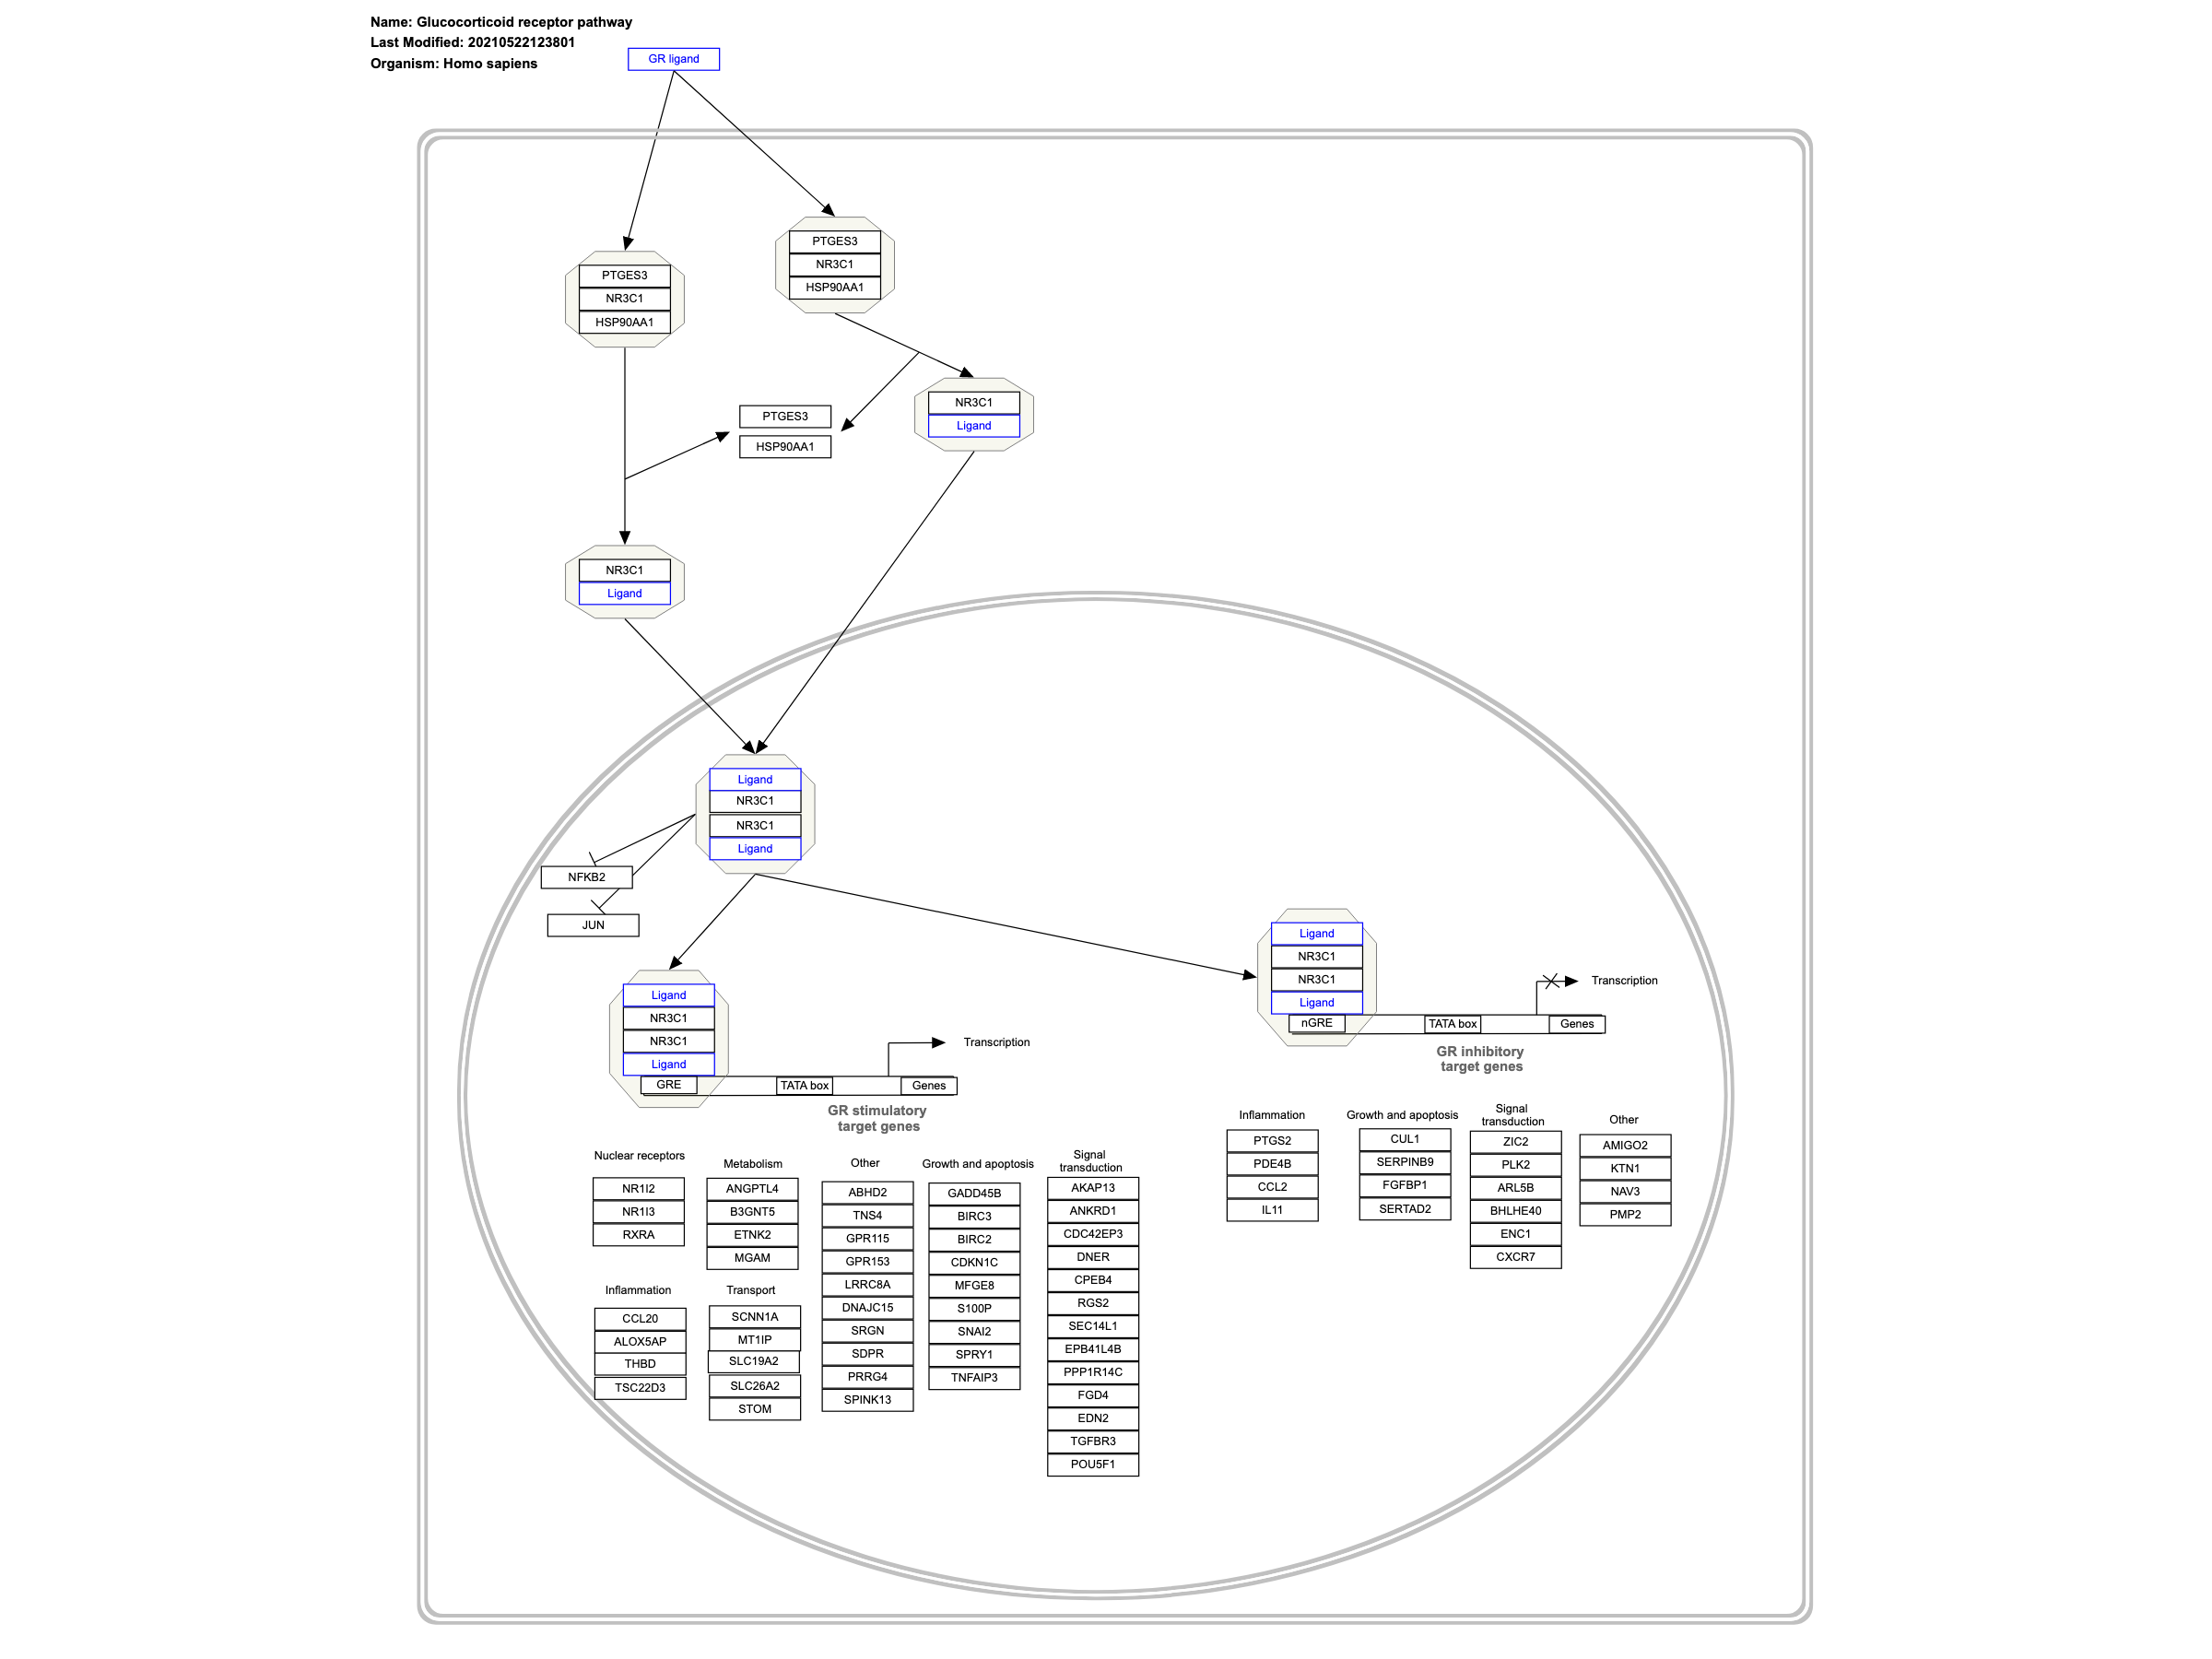 Name: Glucocorticoid receptor pathway
Last Modified: 20210522123801
Organism: Homo sapiens
GR ligand
PTGES3
NR3C1
HSP90AA1
PTGES3
NR3C1
HSP90AA1
PTGES3
HSP90AA1
NR3C1
Ligand
NR3C1
Ligand
Ligand
NR3C1
NR3C1
Ligand
NFKB2
JUN
Ligand
NR3C1
NR3C1
Ligand
GRE
TATA box
Genes
Transcription
GR stimulatory
target genes
Ligand
NR3C1
NR3C1
Ligand
nGRE
TATA box
Genes
Transcription
GR inhibitory
target genes
Nuclear receptors
NR1I2
NR1I3
RXRA
Inflammation
CCL20
ALOX5AP
THBD
TSC22D3
Metabolism
ANGPTL4
B3GNT5
ETNK2
MGAM
Transport
SCNN1A
MT1IP
SLC19A2
SLC26A2
STOM
Other
ABHD2
TNS4
GPR115
GPR153
LRRC8A
DNAJC15
SRGN
SDPR
PRRG4
SPINK13
Growth and apoptosis
GADD45B
BIRC3
BIRC2
CDKN1C
MFGE8
S100P
SNAI2
SPRY1
TNFAIP3
Signal
transduction
AKAP13
ANKRD1
CDC42EP3
DNER
CPEB4
RGS2
SEC14L1
EPB41L4B
PPP1R14C
FGD4
EDN2
TGFBR3
POU5F1
Inflammation
PTGS2
PDE4B
CCL2
IL11
Growth and apoptosis
CUL1
SERPINB9
FGFBP1
SERTAD2
Signal
transduction
ZIC2
PLK2
ARL5B
BHLHE40
ENC1
CXCR7
Other
AMIGO2
KTN1
NAV3
PMP2